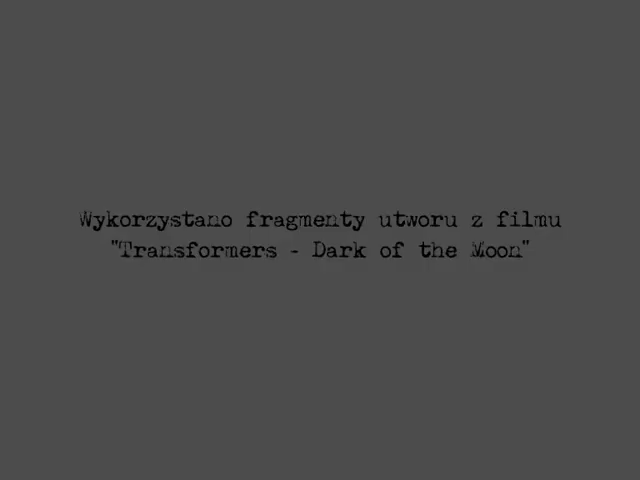 Wykorzystano fragmenty utworu z filmu
"Transformers - Dark of the Moon"